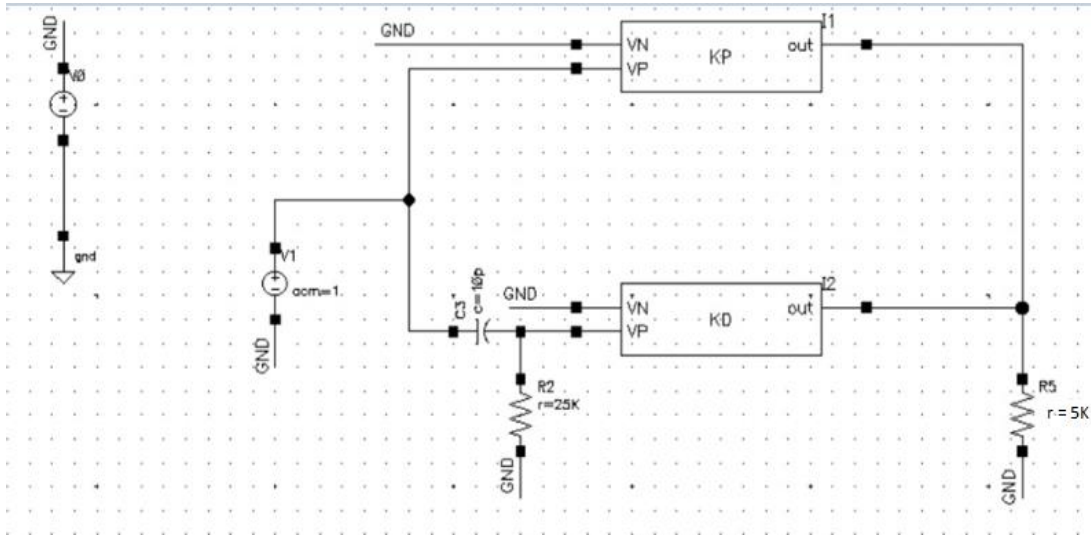 GND
V0
gnd
GND
VN
VP
KP
out
I1
V1
acm=1
GND
C3
c=10p
GND
VN
VP
KD
out
I2
R2
r=25K
GND
R5
r = 5K
GND